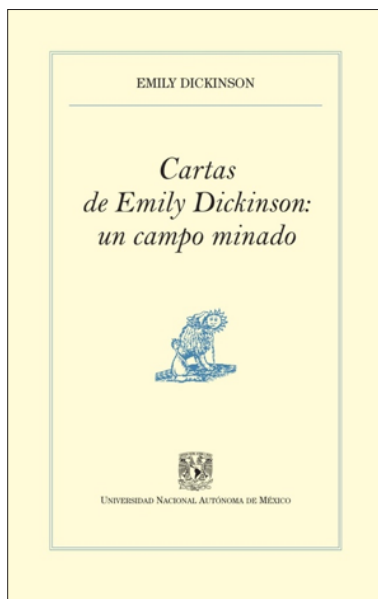 EMILY DICKINSON
Cartas
de Emily Dickinson:
un campo minado
UNIVERSIDAD NACIONAL AUTÓNOMA DE MÉXICO